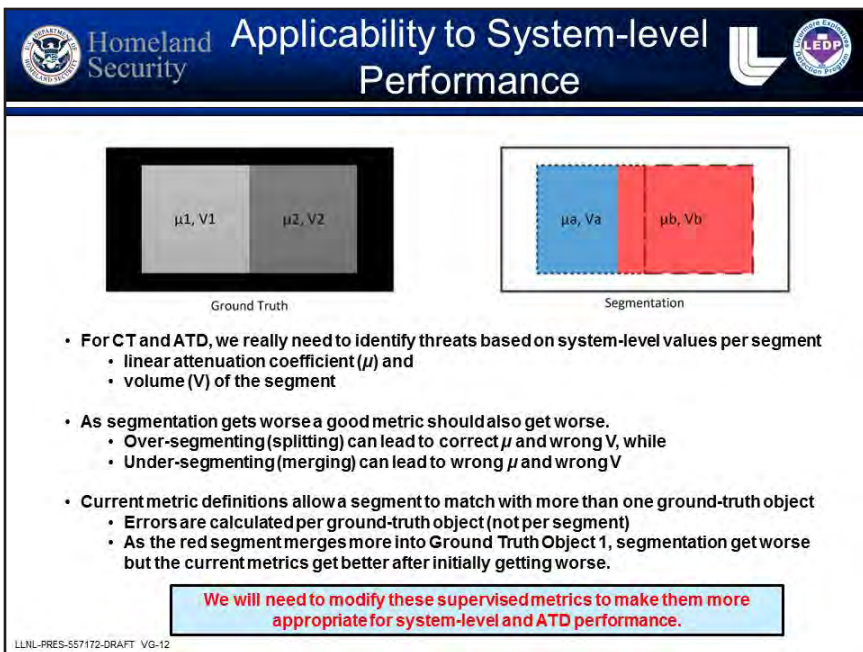 Homeland
Security
Applicability to System-level
Performance
LEDP
Livermore Explosives
Detection Program
µ1, V1
µ2, V2
Ground Truth
µa, Va
µb, Vb
Segmentation
• For CT and ATD, we really need to identify threats based on system-level values per segment
• linear attenuation coefficient (µ) and
• volume (V) of the segment
• As segmentation gets worse a good metric should also get worse.
• Over-segmenting (splitting) can lead to correct µ and wrong V, while
• Under-segmenting (merging) can lead to wrong µ and wrong V
• Current metric definitions allow a segment to match with more than one ground-truth object
• Errors are calculated per ground-truth object (not per segment)
• As the red segment merges more into Ground Truth Object 1, segmentation get worse
but the current metrics get better after initially getting worse.
We will need to modify these supervised metrics to make them more
appropriate for system-level and ATD performance.
LLNL-PRES-557172-DRAFT VG-12